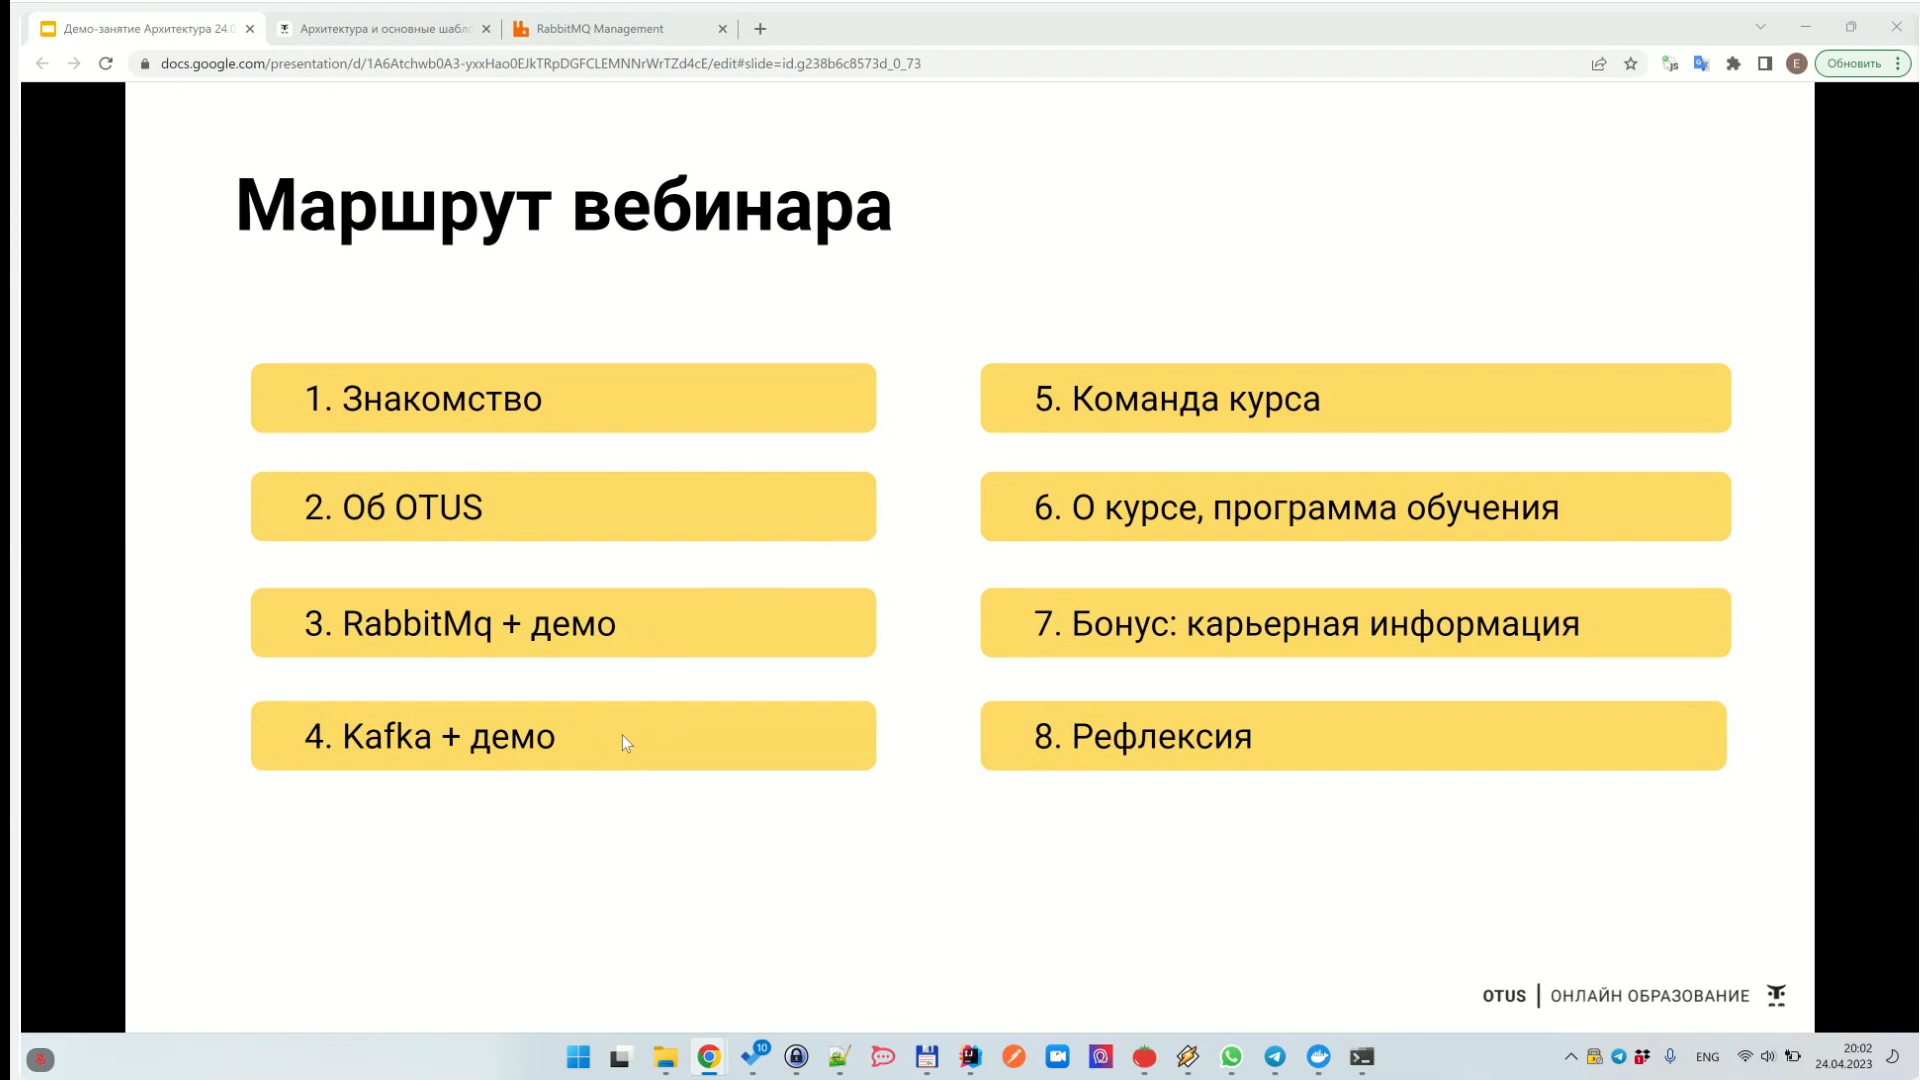 Демо-занятие Архитектура 24.0
Архитектура и основные шабло
RabbitMQ Management
docs.google.com/presentation/d/1A6Atchwb0A3-yxxHao0EJkTRpDGFCLEMNNrWrTZd4cE/edit#slide=id.g238b6c8573d_0_73
E
Обновить
Маршрут вебинара
1. Знакомство
2. Об OTUS
3. RabbitMq + демо
4. Kafka + демо
5. Команда курса
6. О курсе, программа обучения
7. Бонус: карьерная информация
8. Рефлексия
OTUS | ОНЛАЙН ОБРАЗОВАНИЕ
10
ENG
20:02
24.04.2023